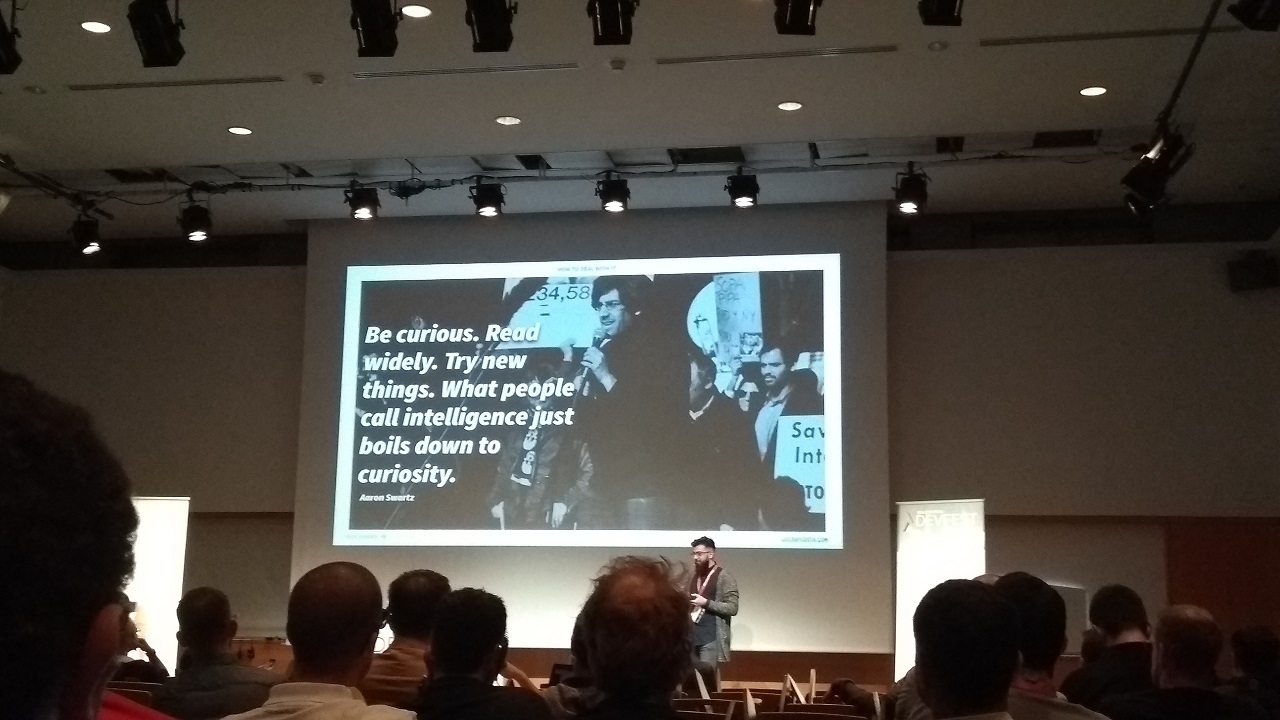 HOW TO DEAL WITH IT
234,58
Be curious. Read
widely. Try new
things. What people
call intelligence just
boils down to
curiosity.
Aaron Swartz
Sav
Int
TO
DEVFEST